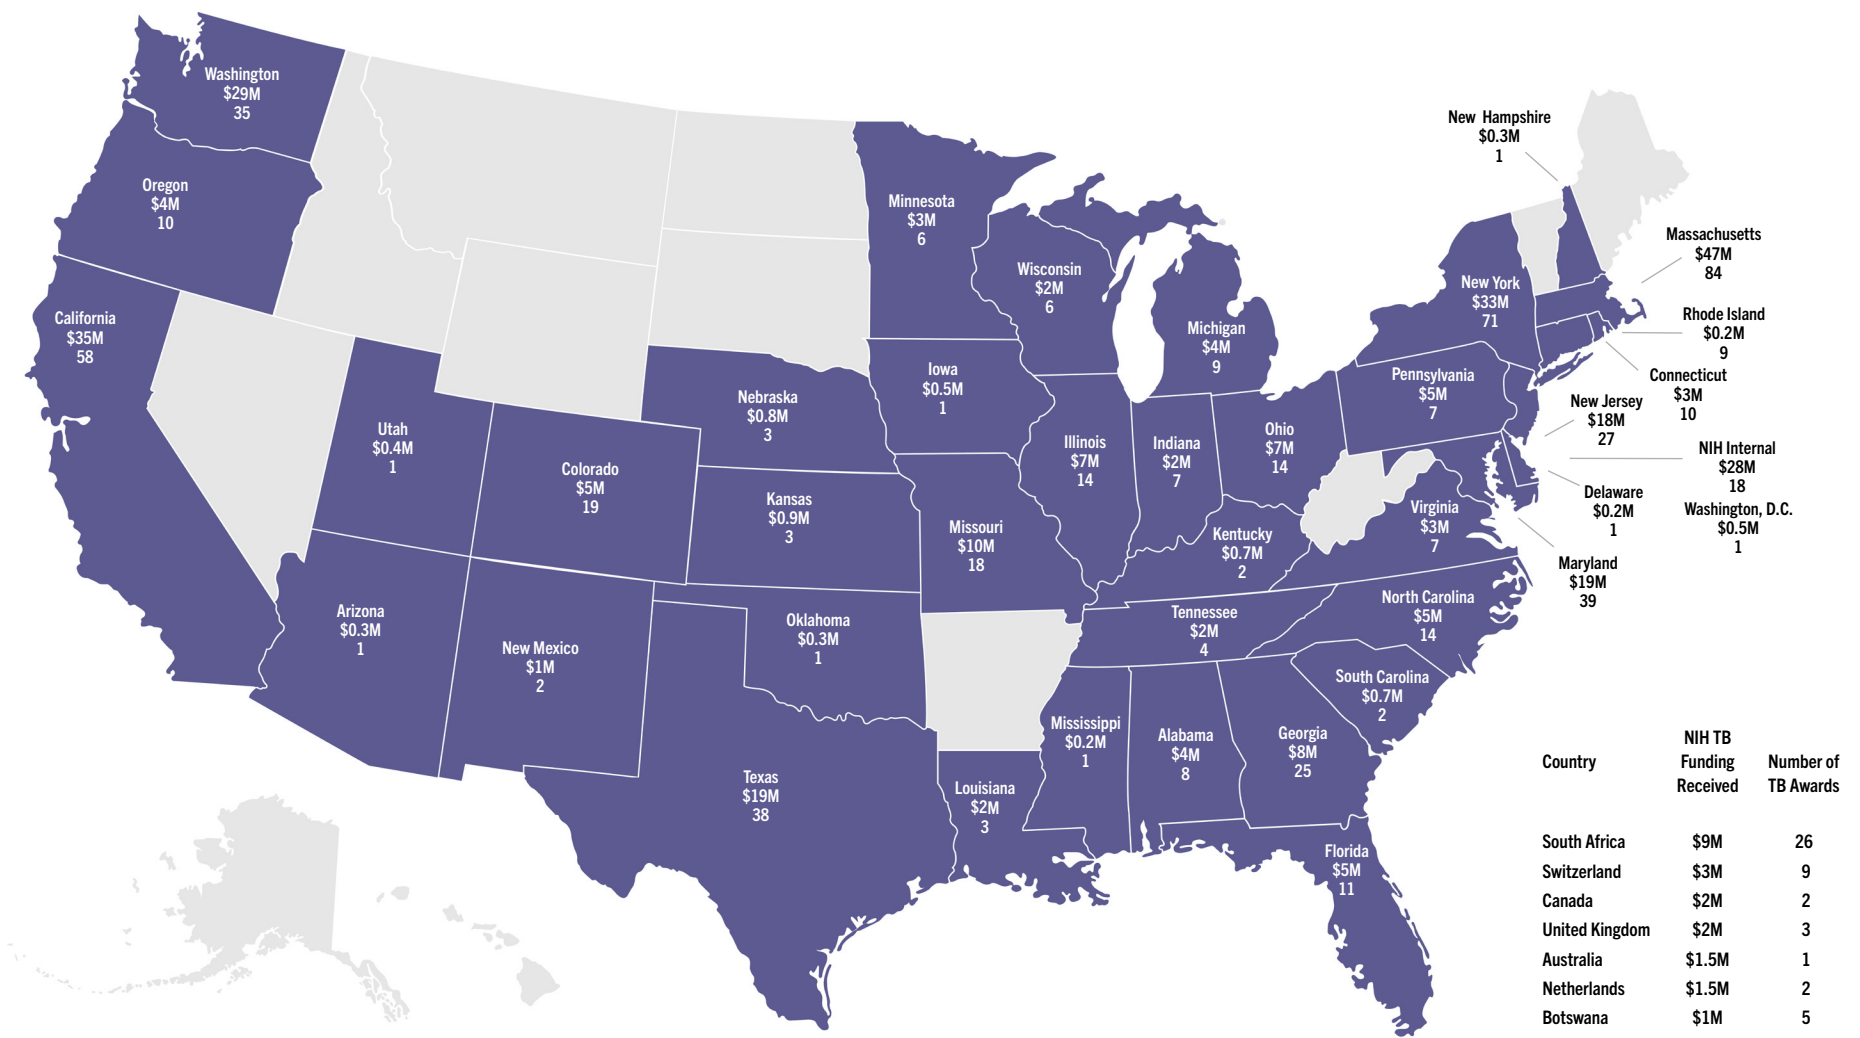 Washington
$29M
35
Oregon
$4M
10
California
$35M
58
Utah
$0.4M
1
Colorado
$5M
19
Arizona
$0.3M
1
New Mexico
$1M
2
Nebraska
$0.8M
3
Kansas
$0.9M
3
Oklahoma
$0.3M
1
Texas
$19M
38
Minnesota
$3M
6
Iowa
$0.5M
1
Missouri
$10M
18
Louisiana
$2M
3
Wisconsin
$2M
6
Illinois
$7M
14
Michigan
$4M
9
Indiana
$2M
7
Ohio
$7M
14
Kentucky
$0.7M
2
Tennessee
$2M
4
Mississippi
$0.2M
1
Alabama
$4M
8
Georgia
$8M
25
Florida
$5M
11
South Carolina
$0.7M
2
North Carolina
$5M
14
Virginia
$3M
7
Pennsylvania
$5M
7
New York
$33M
71
New Hampshire
$0.3M
1
Massachusetts
$47M
84
Rhode Island
$0.2M
9
Connecticut
$3M
10
New Jersey
$18M
27
NIH Internal
$28M
18
Delaware
$0.2M
1
Washington, D.C.
$0.5M
1
Maryland
$19M
39
Country
NIH TB
Funding
Received
Number of
TB Awards
South Africa $9M 26
Switzerland $3M 9
Canada $2M 2
United Kingdom $2M 3
Australia $1.5M 1
Netherlands $1.5M 2
Botswana $1M 5